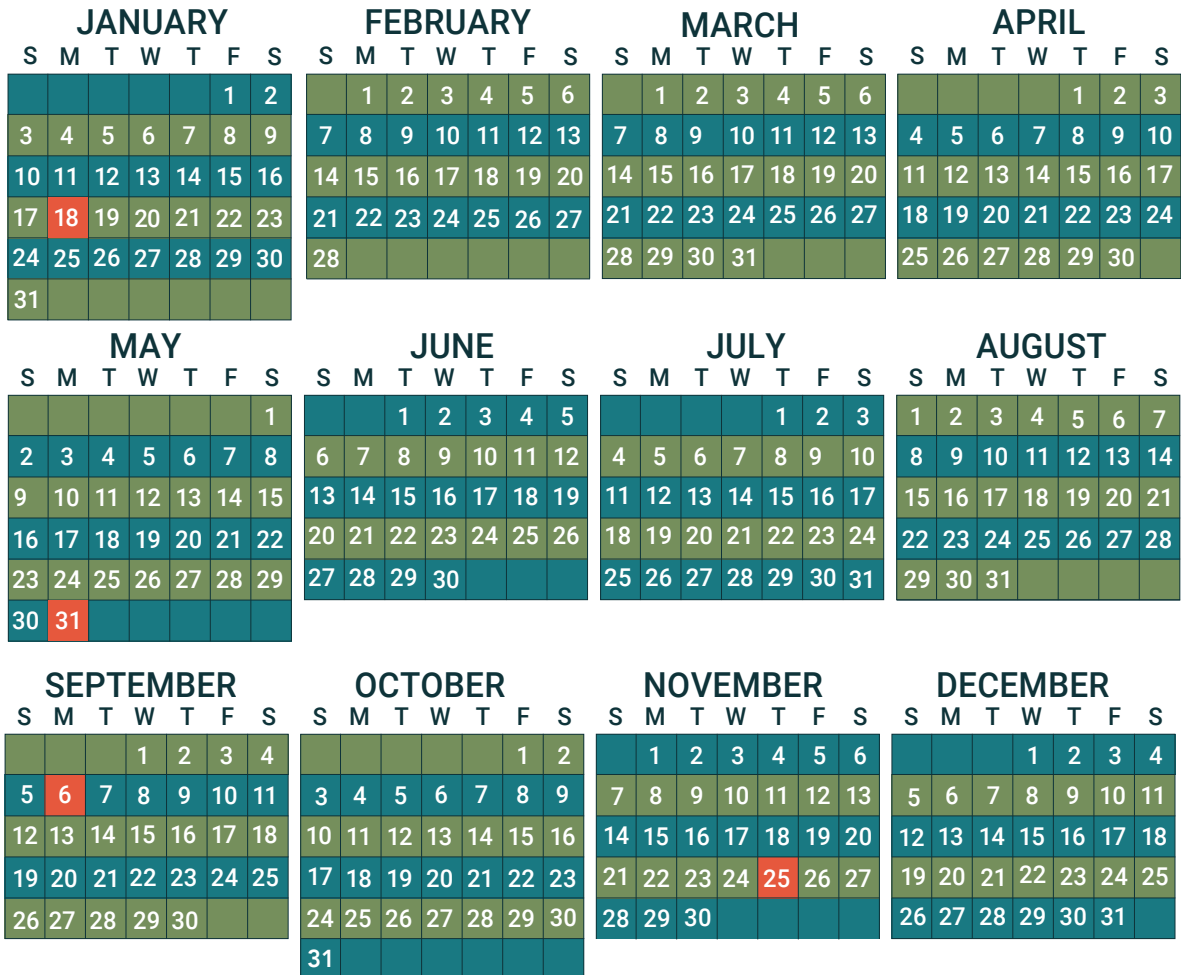 JANUARY
S M T W T F S
1 2
3 4 5 6 7 8 9
10 11 12 13 14 15 16
17 18 19 20 21 22 23
24 25 26 27 28 29 30
31
FEBRUARY
S M T W T F S
1 2 3 4 5 6
7 8 9 10 11 12 13
14 15 16 17 18 19 20
21 22 23 24 25 26 27
28
MARCH
S M T W T F S
1 2 3 4 5 6
7 8 9 10 11 12 13
14 15 16 17 18 19 20
21 22 23 24 25 26 27
28 29 30 31
APRIL
S M T W T F S
1 2 3
4 5 6 7 8 9 10
11 12 13 14 15 16 17
18 19 20 21 22 23 24
25 26 27 28 29 30
MAY
S M T W T F S
1
2 3 4 5 6 7 8
9 10 11 12 13 14 15
16 17 18 19 20 21 22
23 24 25 26 27 28 29
30 31
JUNE
S M T W T F S
1 2 3 4 5
6 7 8 9 10 11 12
13 14 15 16 17 18 19
20 21 22 23 24 25 26
27 28 29 30
JULY
S M T W T F S
1 2 3
4 5 6 7 8 9 10
11 12 13 14 15 16 17
18 19 20 21 22 23 24
25 26 27 28 29 30 31
AUGUST
S M T W T F S
1 2 3 4 5 6 7
8 9 10 11 12 13 14
15 16 17 18 19 20 21
22 23 24 25 26 27 28
29 30 31
SEPTEMBER
S M T W T F S
1 2 3 4
5 6 7 8 9 10 11
12 13 14 15 16 17 18
19 20 21 22 23 24 25
26 27 28 29 30
OCTOBER
S M T W T F S
1 2
3 4 5 6 7 8 9
10 11 12 13 14 15 16
17 18 19 20 21 22 23
24 25 26 27 28 29 30
31
NOVEMBER
S M T W T F S
1 2 3 4 5 6
7 8 9 10 11 12 13
14 15 16 17 18 19 20
21 22 23 24 25 26 27
28 29 30
DECEMBER
S M T W T F S
1 2 3 4
5 6 7 8 9 10 11
12 13 14 15 16 17 18
19 20 21 22 23 24 25
26 27 28 29 30 31